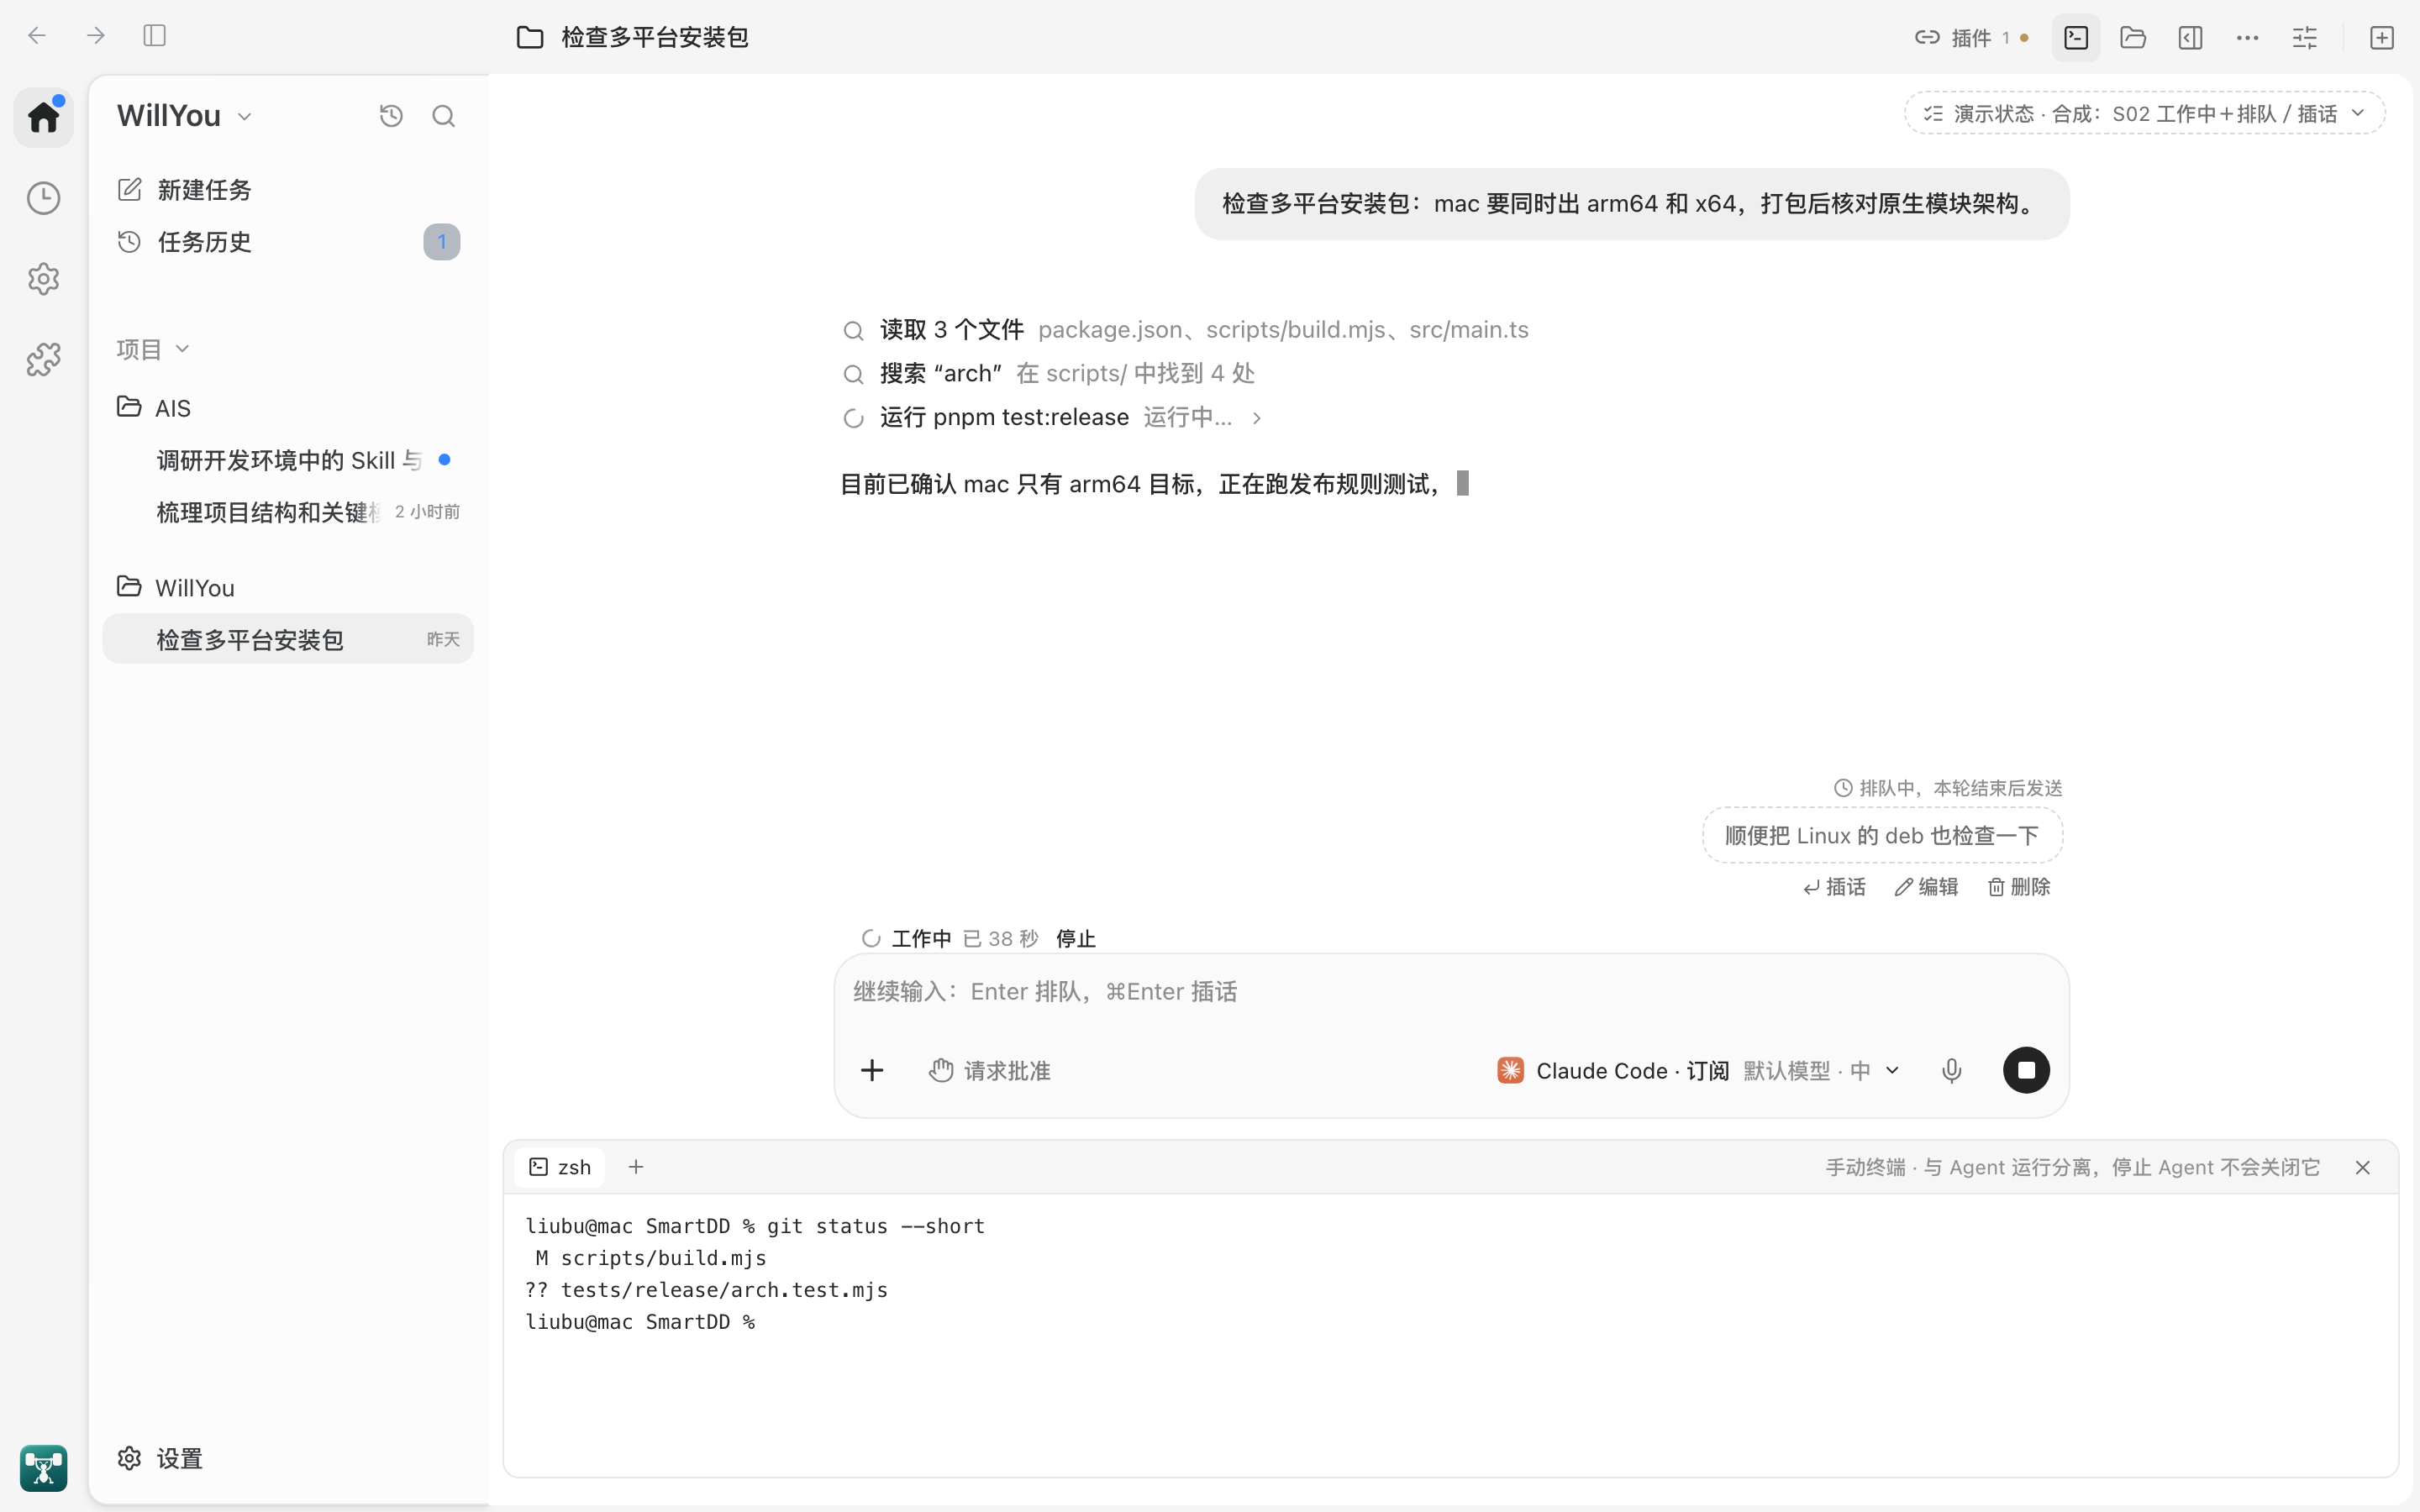 检查多平台安装包
插件 1
WillYou
演示状态 · 合成：S02 工作中＋排队 / 插话
新建任务
任务历史 1
项目
AIS
调研开发环境中的 Skill 与
梳理项目结构和关键 2 小时前
WillYou
检查多平台安装包 昨天
设置
检查多平台安装包：mac 要同时出 arm64 和 x64，打包后核对原生模块架构。
读取 3 个文件 package.json、scripts/build.mjs、src/main.ts
搜索 “arch” 在 scripts/ 中找到 4 处
运行 pnpm test:release 运行中…
目前已确认 mac 只有 arm64 目标，正在跑发布规则测试，
排队中，本轮结束后发送
顺便把 Linux 的 deb 也检查一下
插话 编辑 删除
工作中 已 38 秒 停止
继续输入：Enter 排队，⌘Enter 插话
请求批准 Claude Code · 订阅 默认模型 · 中
zsh 手动终端 · 与 Agent 运行分离，停止 Agent 不会关闭它
liubu@mac SmartDD % git status --short
 M scripts/build.mjs
?? tests/release/arch.test.mjs
liubu@mac SmartDD %